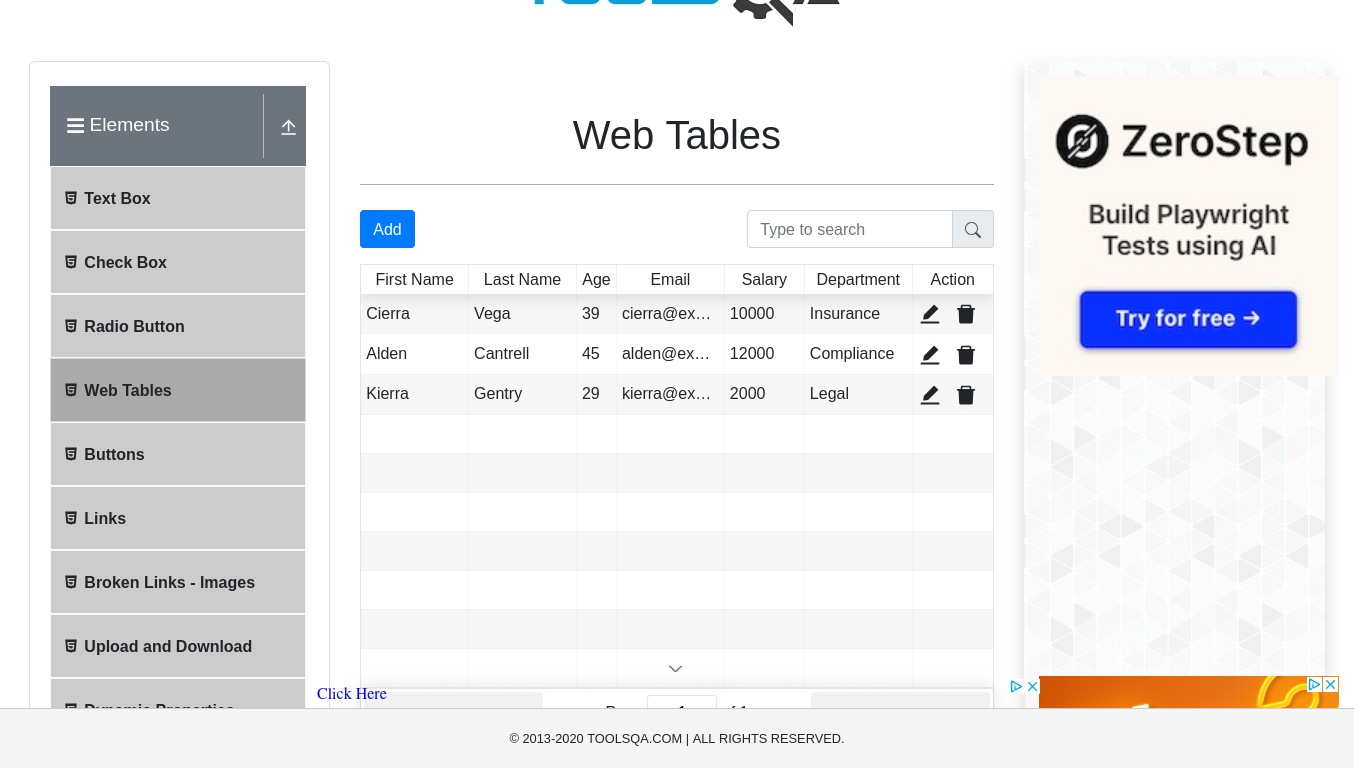 Elements
Text Box
Check Box
Radio Button
Web Tables
Buttons
Links
Broken Links - Images
Upload and Download
Web Tables
Add
Type to search
First Name Last Name Age Email Salary Department Action
Cierra Vega 39 cierra@ex... 10000 Insurance
Alden Cantrell 45 alden@ex... 12000 Compliance
Kierra Gentry 29 kierra@ex... 2000 Legal
Click Here
ZeroStep
Build Playwright
Tests using AI
Try for free →
© 2013-2020 TOOLSQA.COM | ALL RIGHTS RESERVED.